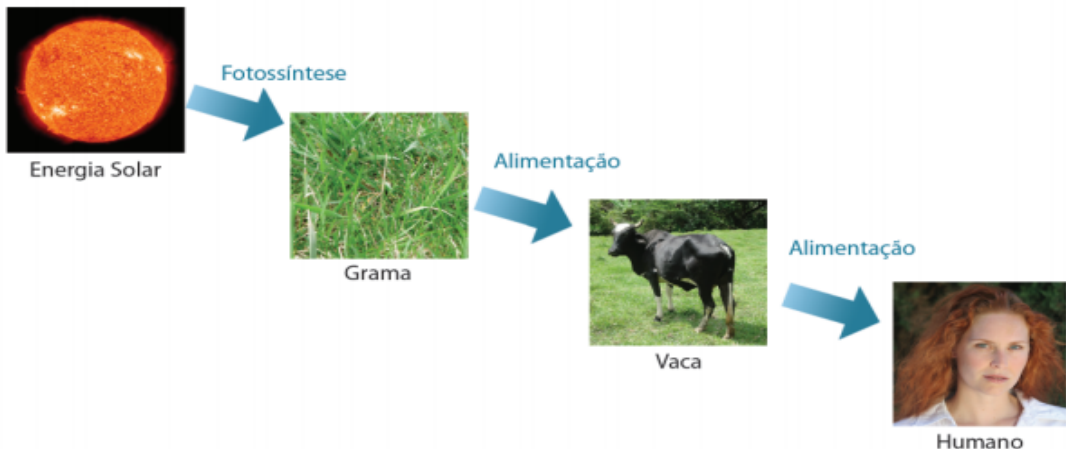 Fotossíntese
Energia Solar
Alimentação
Grama
Alimentação
Vaca
Humano